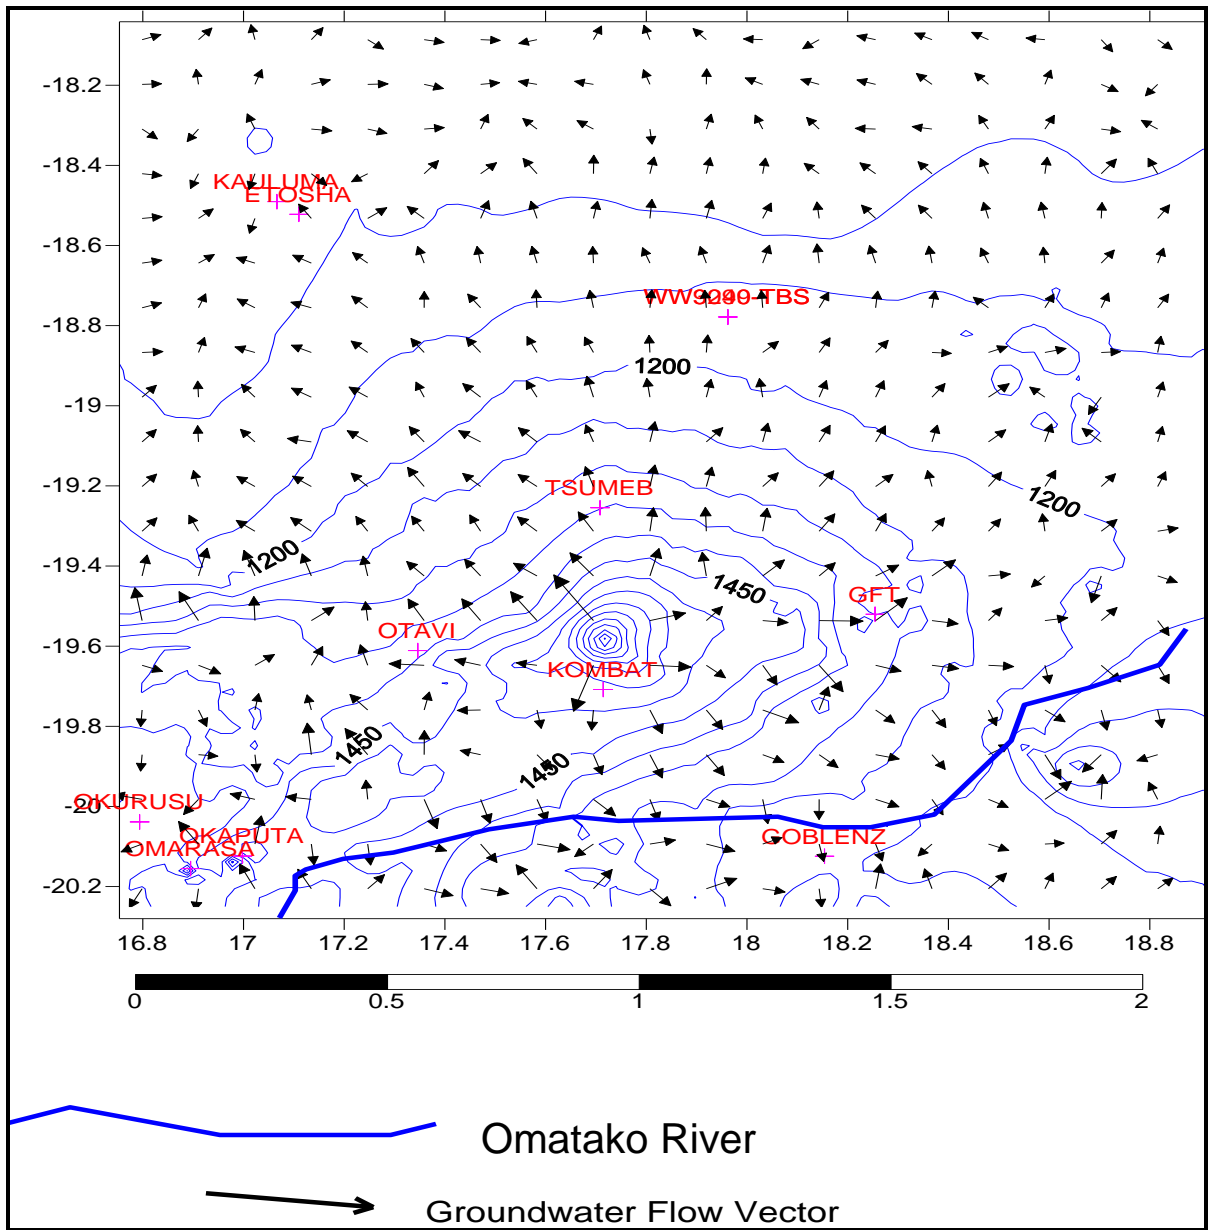 -18.2
-18.4
KAULUMA
ETOSHA
-18.6
-18.8
1200
-19
-19.2
TSUMEB
1200
-19.4
1200
1450
GFT
-19.6
OTAVI
KOMBAT
-19.8
1450
1450
-20
OKURUSU
OKAPUTA
OMARASA
GOBLENZ
-20.2
16.8 17 17.2 17.4 17.6 17.8 18 18.2 18.4 18.6 18.8
0 0.5 1 1.5 2
Omatako River
Groundwater Flow Vector